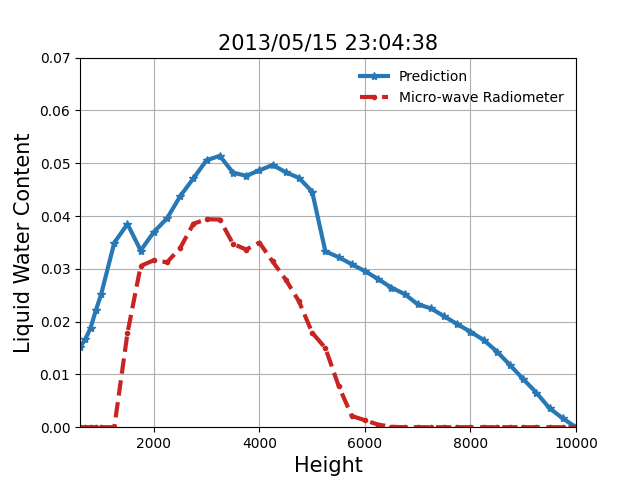 2013/05/15 23:04:38
0.07
0.06
0.05
0.04
0.03
0.02
0.01
0.00
Liquid Water Content
Prediction
Micro-wave Radiometer
2000 4000 6000 8000 10000
Height